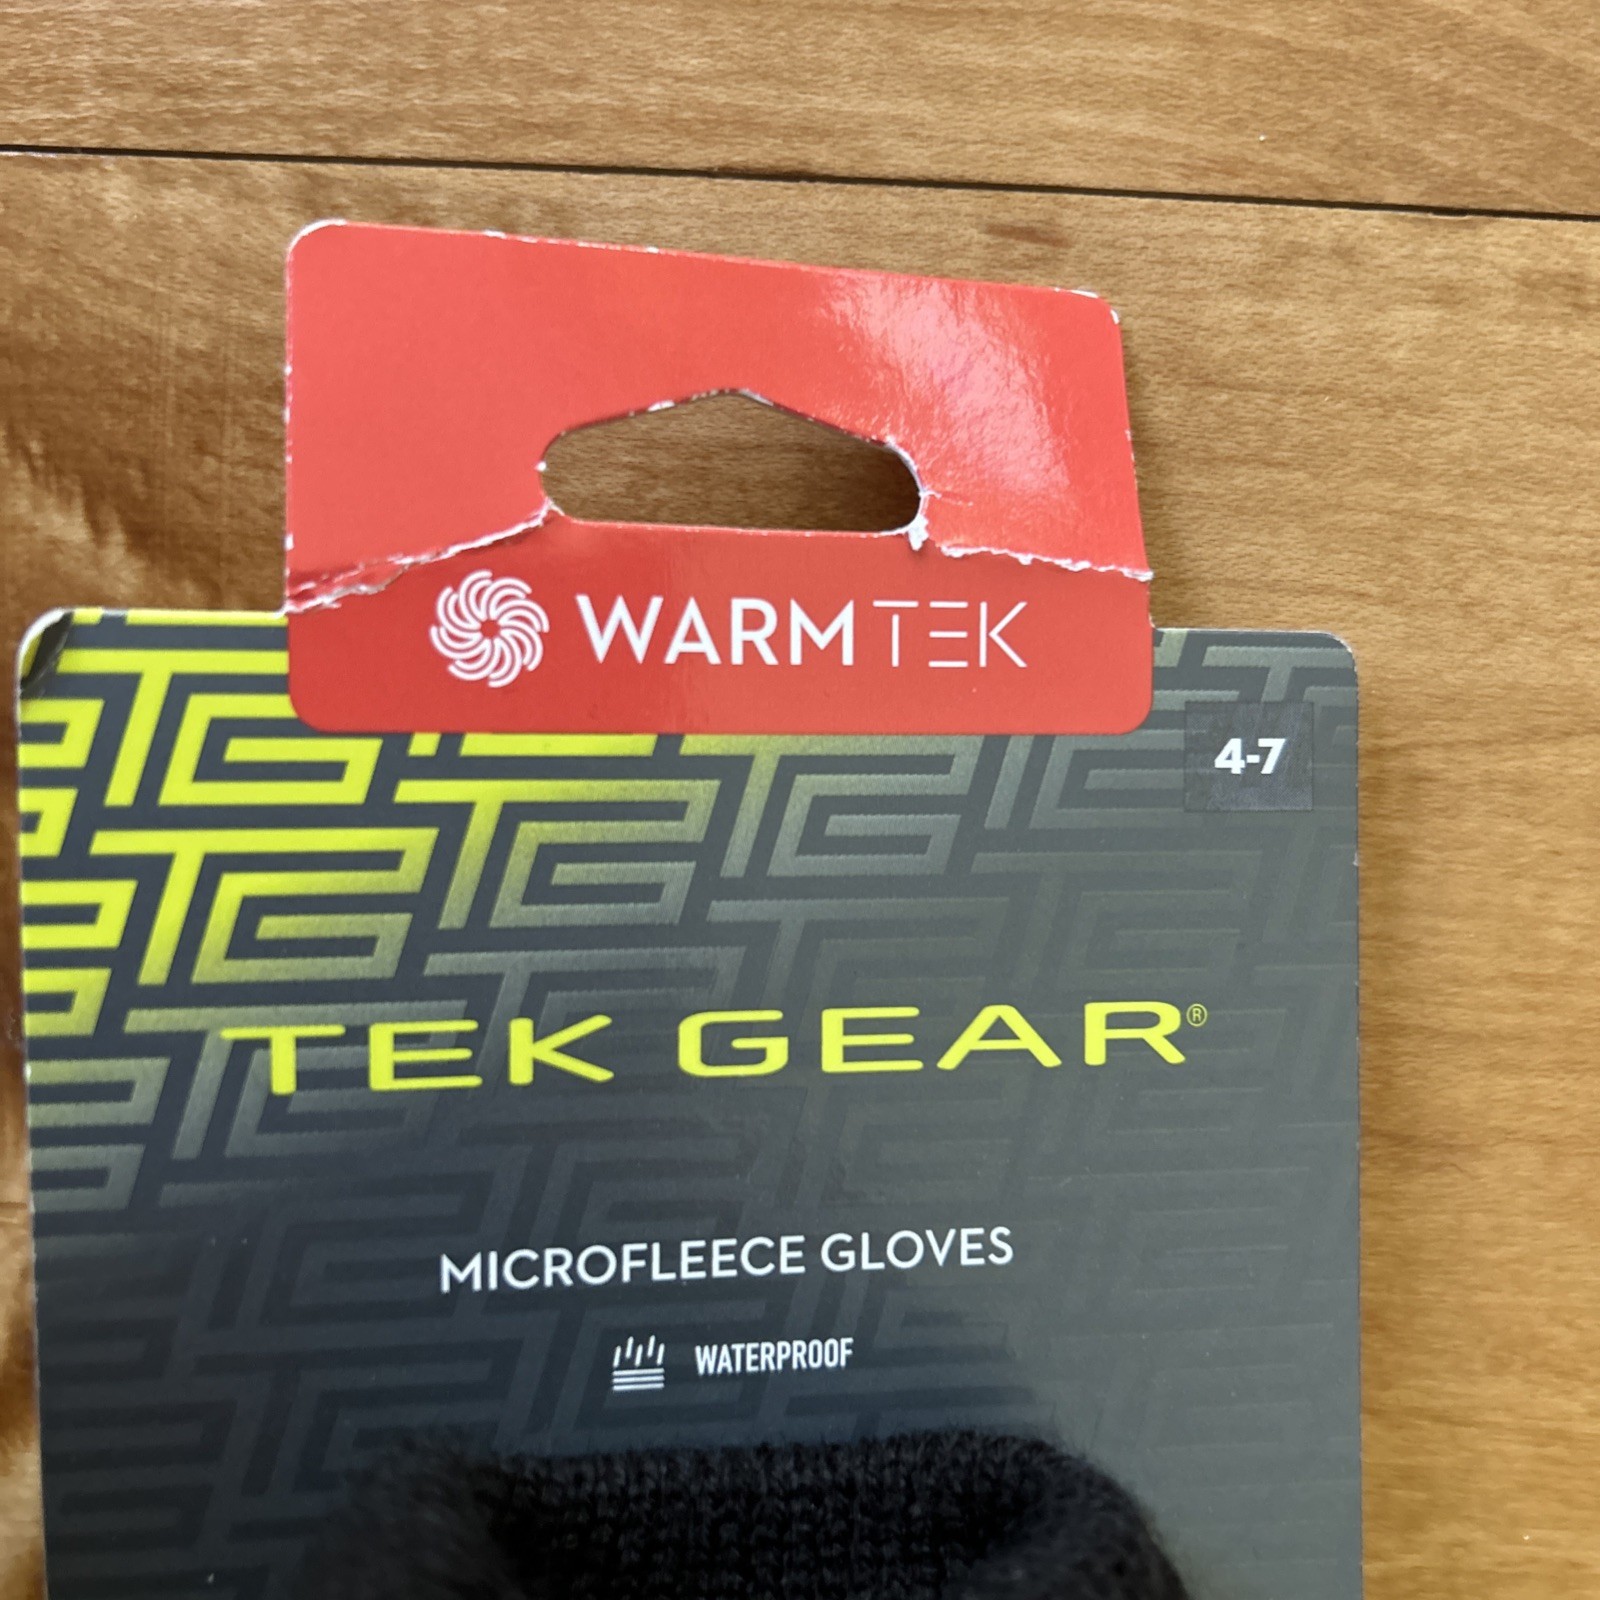 WARMTEK
4-7
TEK GEAR®
MICROFLEECE GLOVES
WATERPROOF